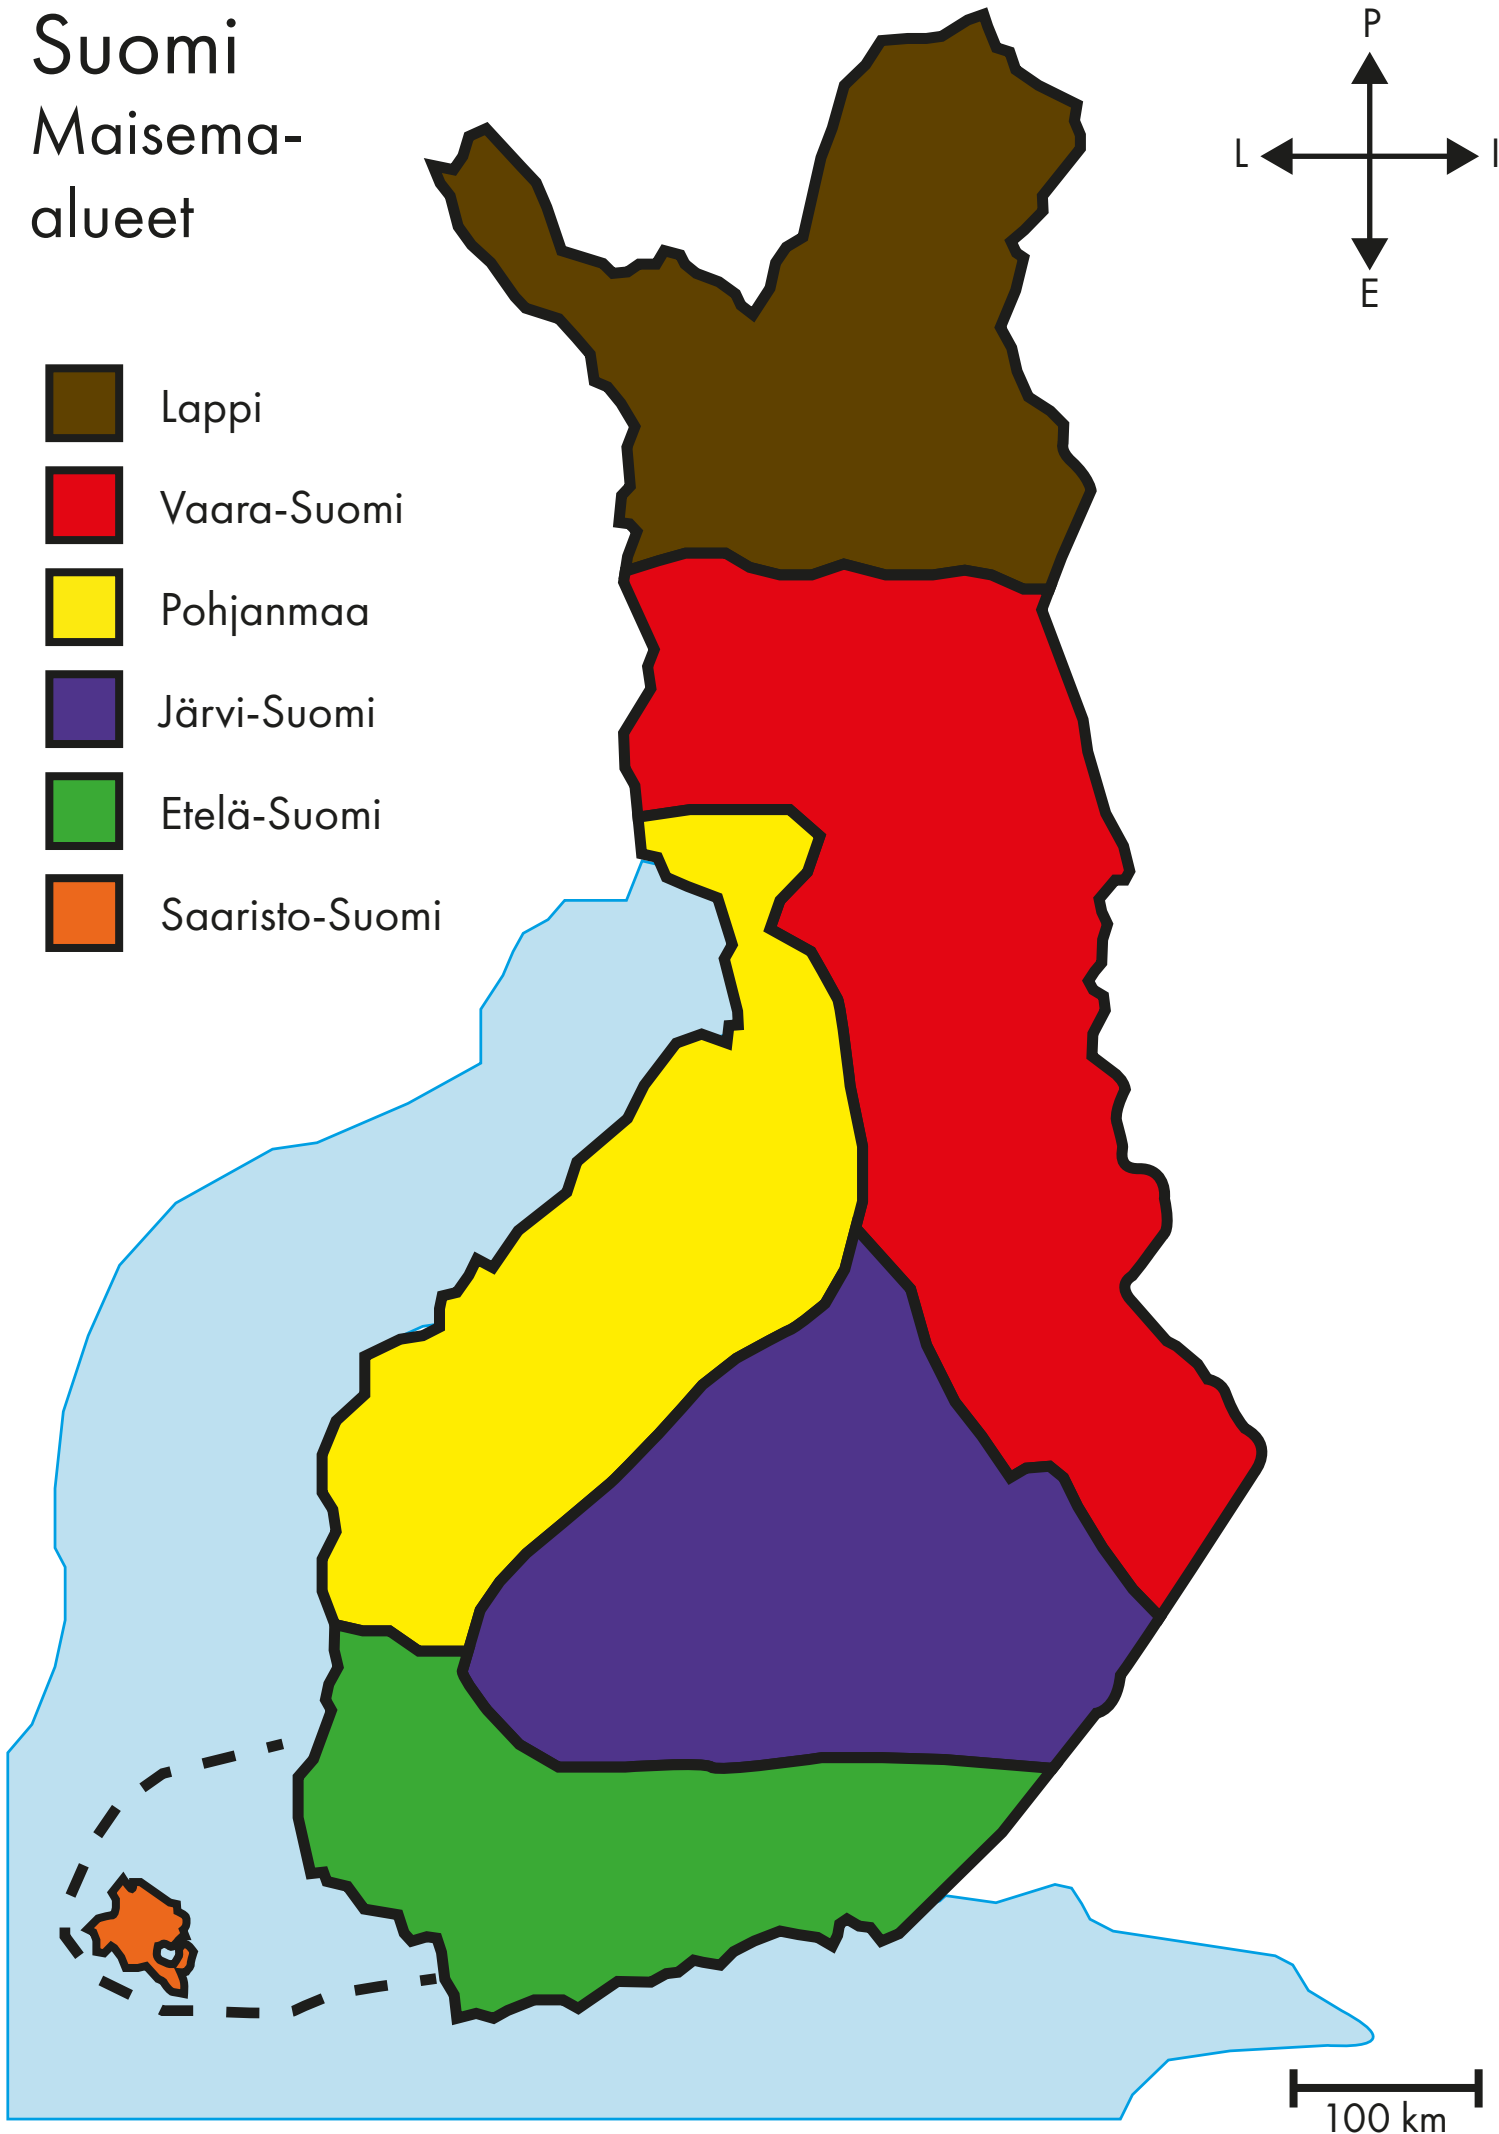 Suomi
Maisema-
alueet
P
L
I
E
Lappi
Vaara-Suomi
Pohjanmaa
Järvi-Suomi
Etelä-Suomi
Saaristo-Suomi
100 km